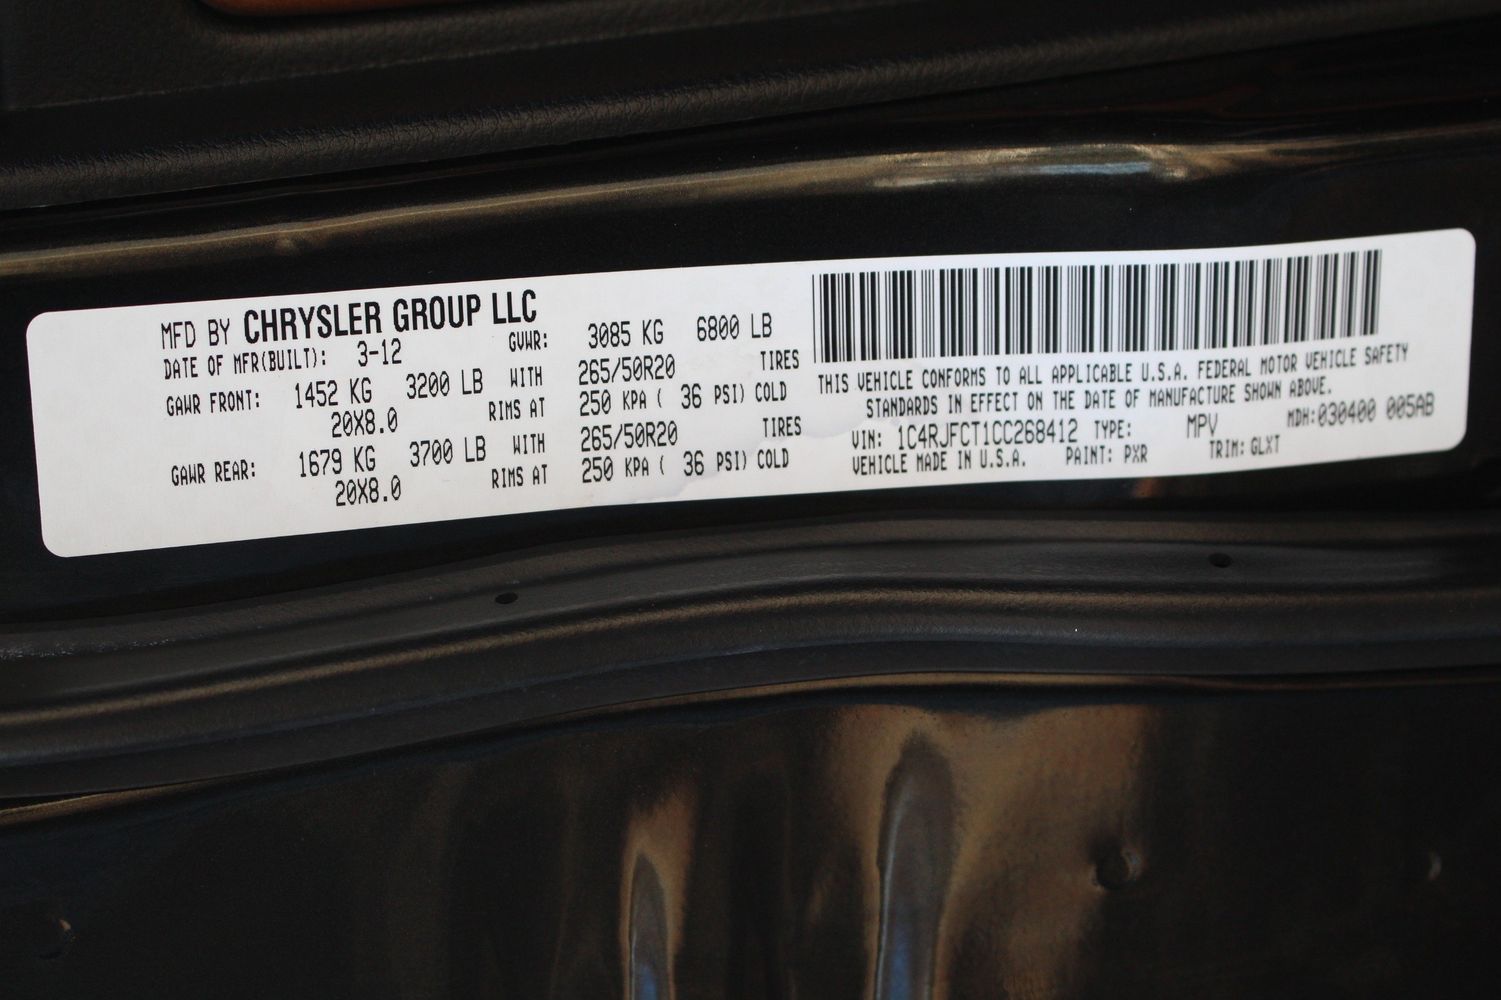 MFD BY CHRYSLER GROUP LLC
DATE OF MFR(BUILT): 3-12 GVWR: 3085 KG 6800 LB
GAWR FRONT: 1452 KG 3200 LB WITH 265/50R20 TIRES
20X8.0 RIMS AT 250 KPA ( 36 PSI) COLD
GAWR REAR: 1679 KG 3700 LB WITH 265/50R20 TIRES
20X8.0 RIMS AT 250 KPA ( 36 PSI) COLD
THIS VEHICLE CONFORMS TO ALL APPLICABLE U.S.A. FEDERAL MOTOR VEHICLE SAFETY
STANDARDS IN EFFECT ON THE DATE OF MANUFACTURE SHOWN ABOVE.
VIN: 1C4RJFCT1CC268412 TYPE: MPV MDH:030400 005AB
VEHICLE MADE IN U.S.A. PAINT: PXR TRIM: GLXT